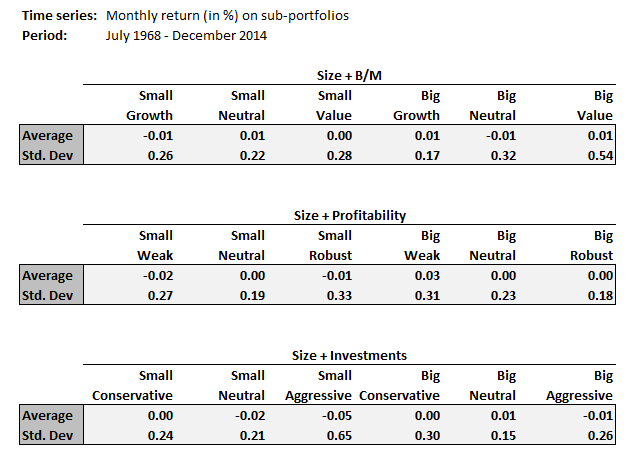 Time series: Monthly return (in %) on sub-portfolios
Period: July 1968 - December 2014
Size + B/M
Small Small Small Big Big Big
Growth Neutral Value Growth Neutral Value
Average -0.01 0.01 0.00 0.01 -0.01 0.01
Std. Dev 0.26 0.22 0.28 0.17 0.32 0.54
Size + Profitability
Small Small Small Big Big Big
Weak Neutral Robust Weak Neutral Robust
Average -0.02 0.00 -0.01 0.03 0.00 0.00
Std. Dev 0.27 0.19 0.33 0.31 0.23 0.18
Size + Investments
Small Small Small Big Big Big
Conservative Neutral Aggressive Conservative Neutral Aggressive
Average 0.00 -0.02 -0.05 0.00 0.01 -0.01
Std. Dev 0.24 0.21 0.65 0.30 0.15 0.26